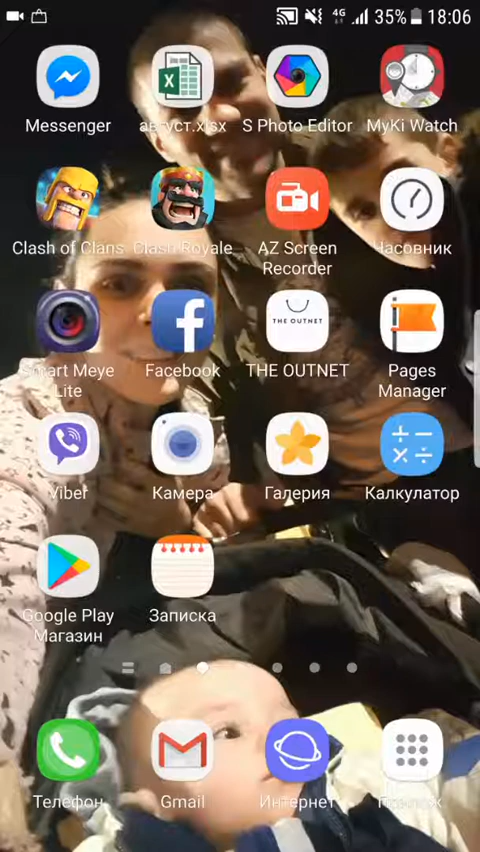 4G 35% 18:06
Messenger август.xlsx S Photo Editor MyKi Watch
Clash of Clans Clash Royale AZ Screen Recorder Часовник
Smart Meye Lite Facebook THE OUTNET THE OUTNET Pages Manager
Viber Камера Галерия Калкулатор
Google Play Магазин Записка
Телефон Gmail Интернет